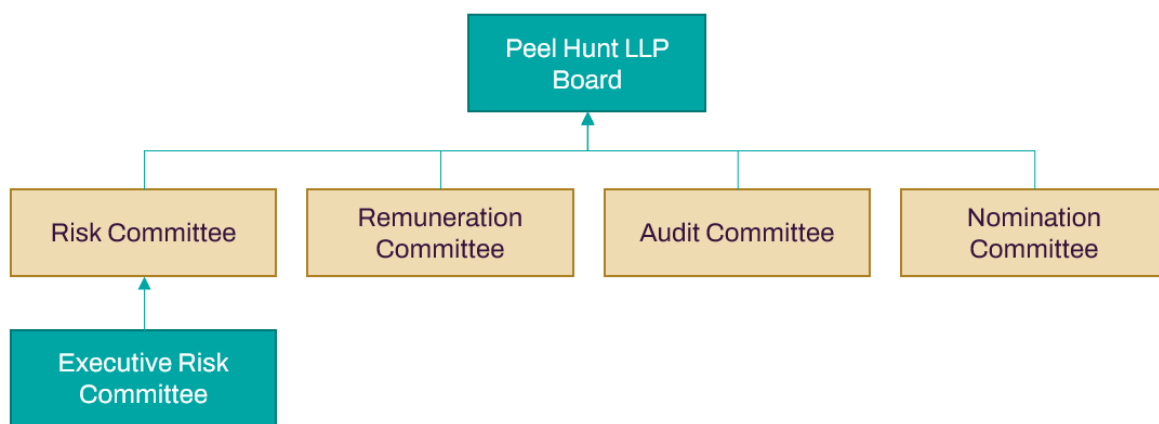 Peel Hunt LLP
Board
Risk Committee
Remuneration
Committee
Audit Committee
Nomination
Committee
Executive Risk
Committee